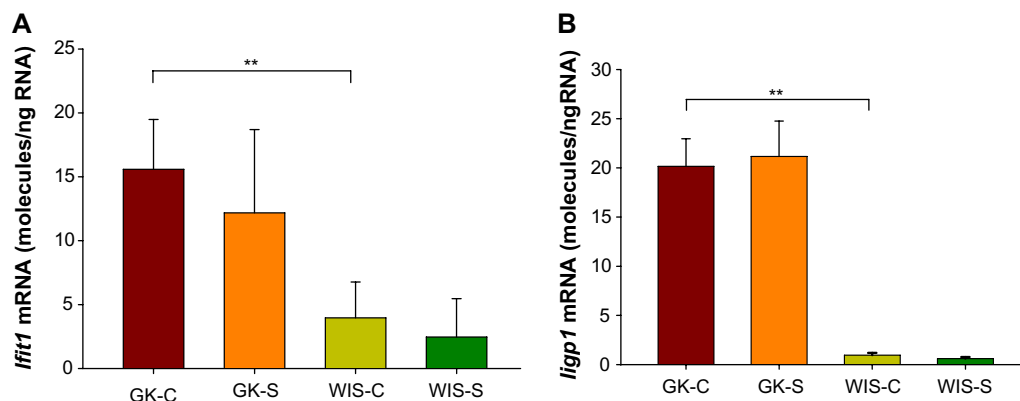 A
Ifit1 mRNA (molecules/ng RNA)
25
20
15
10
5
0
**
GK-C
GK-S
WIS-C
WIS-S
B
Iigp1 mRNA (molecules/ngRNA)
30
25
20
15
10
5
0
**
GK-C
GK-S
WIS-C
WIS-S